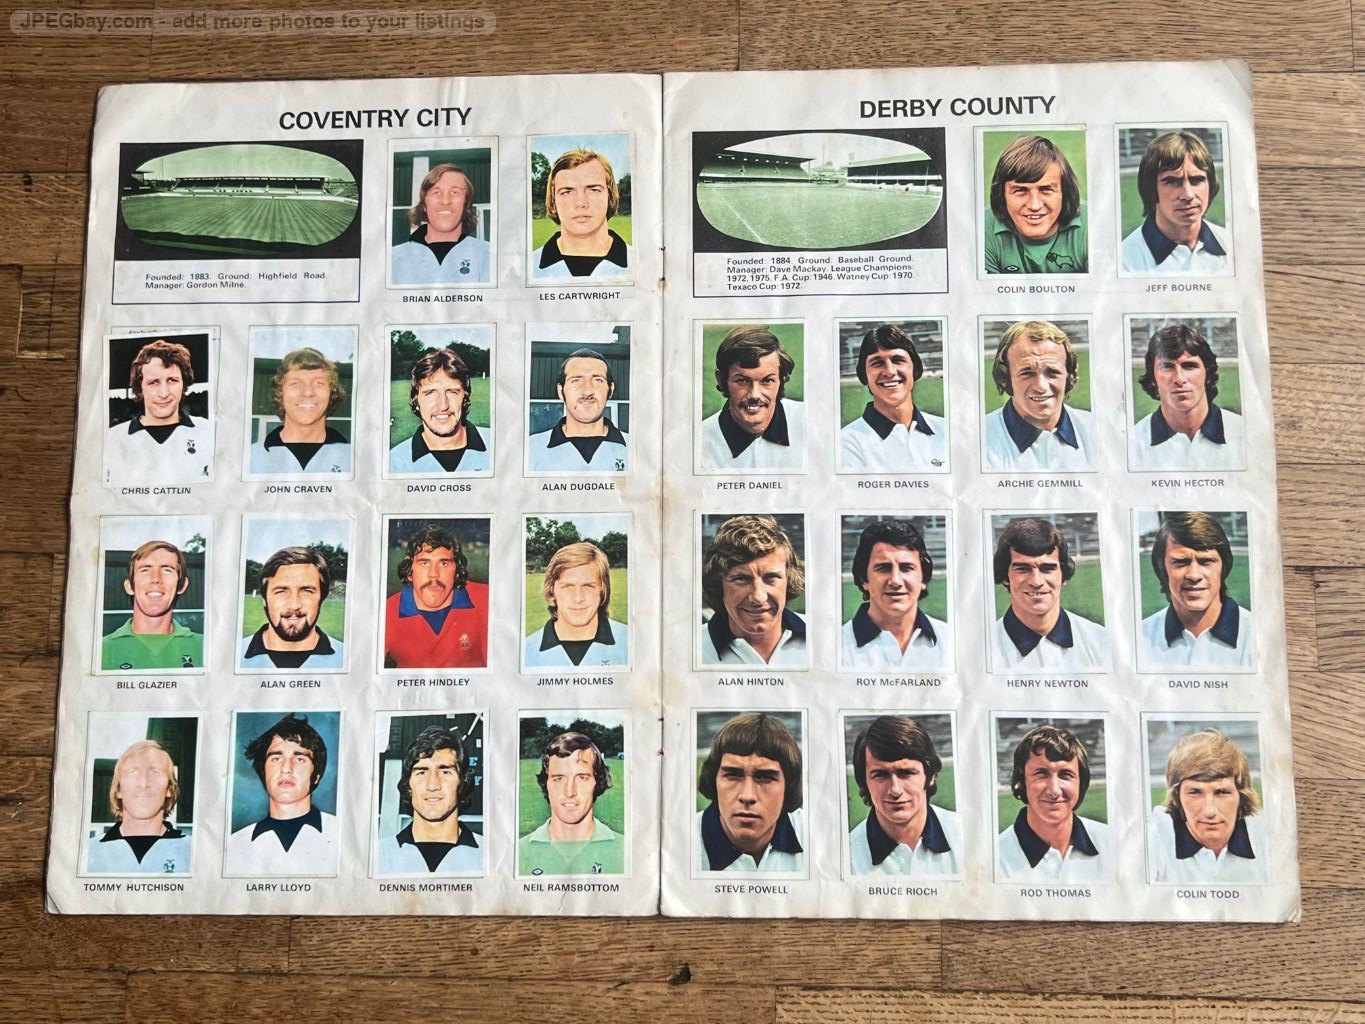 JPEGbay.com - add more photos to your listings
COVENTRY CITY
Founded: 1883. Ground: Highfield Road.
Manager: Gordon Milne.
BRIAN ALDERSON
LES CARTWRIGHT
CHRIS CATTLIN
JOHN CRAVEN
DAVID CROSS
ALAN DUGDALE
BILL GLAZIER
ALAN GREEN
PETER HINDLEY
JIMMY HOLMES
TOMMY HUTCHISON
LARRY LLOYD
DENNIS MORTIMER
NEIL RAMSBOTTOM
DERBY COUNTY
Founded: 1884. Ground: Baseball Ground.
Manager: Dave Mackay. League Champions:
1972, 1975. F.A. Cup: 1946. Watney Cup: 1970.
Texaco Cup: 1972.
COLIN BOULTON
JEFF BOURNE
PETER DANIEL
ROGER DAVIES
ARCHIE GEMMILL
KEVIN HECTOR
ALAN HINTON
ROY McFARLAND
HENRY NEWTON
DAVID NISH
STEVE POWELL
BRUCE RIOCH
ROD THOMAS
COLIN TODD